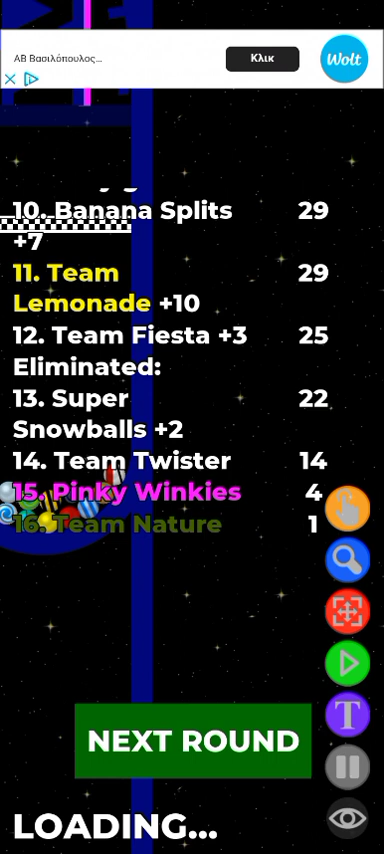 ΑΒ Βασιλόπουλος...
Κλικ
Wolt
10. Banana Splits 29
+7
11. Team 29
Lemonade +10
12. Team Fiesta +3 25
Eliminated:
13. Super 22
Snowballs +2
14. Team Twister 14
15. Pinky Winkies 4
16. Team Nature 1
T
NEXT ROUND
LOADING...